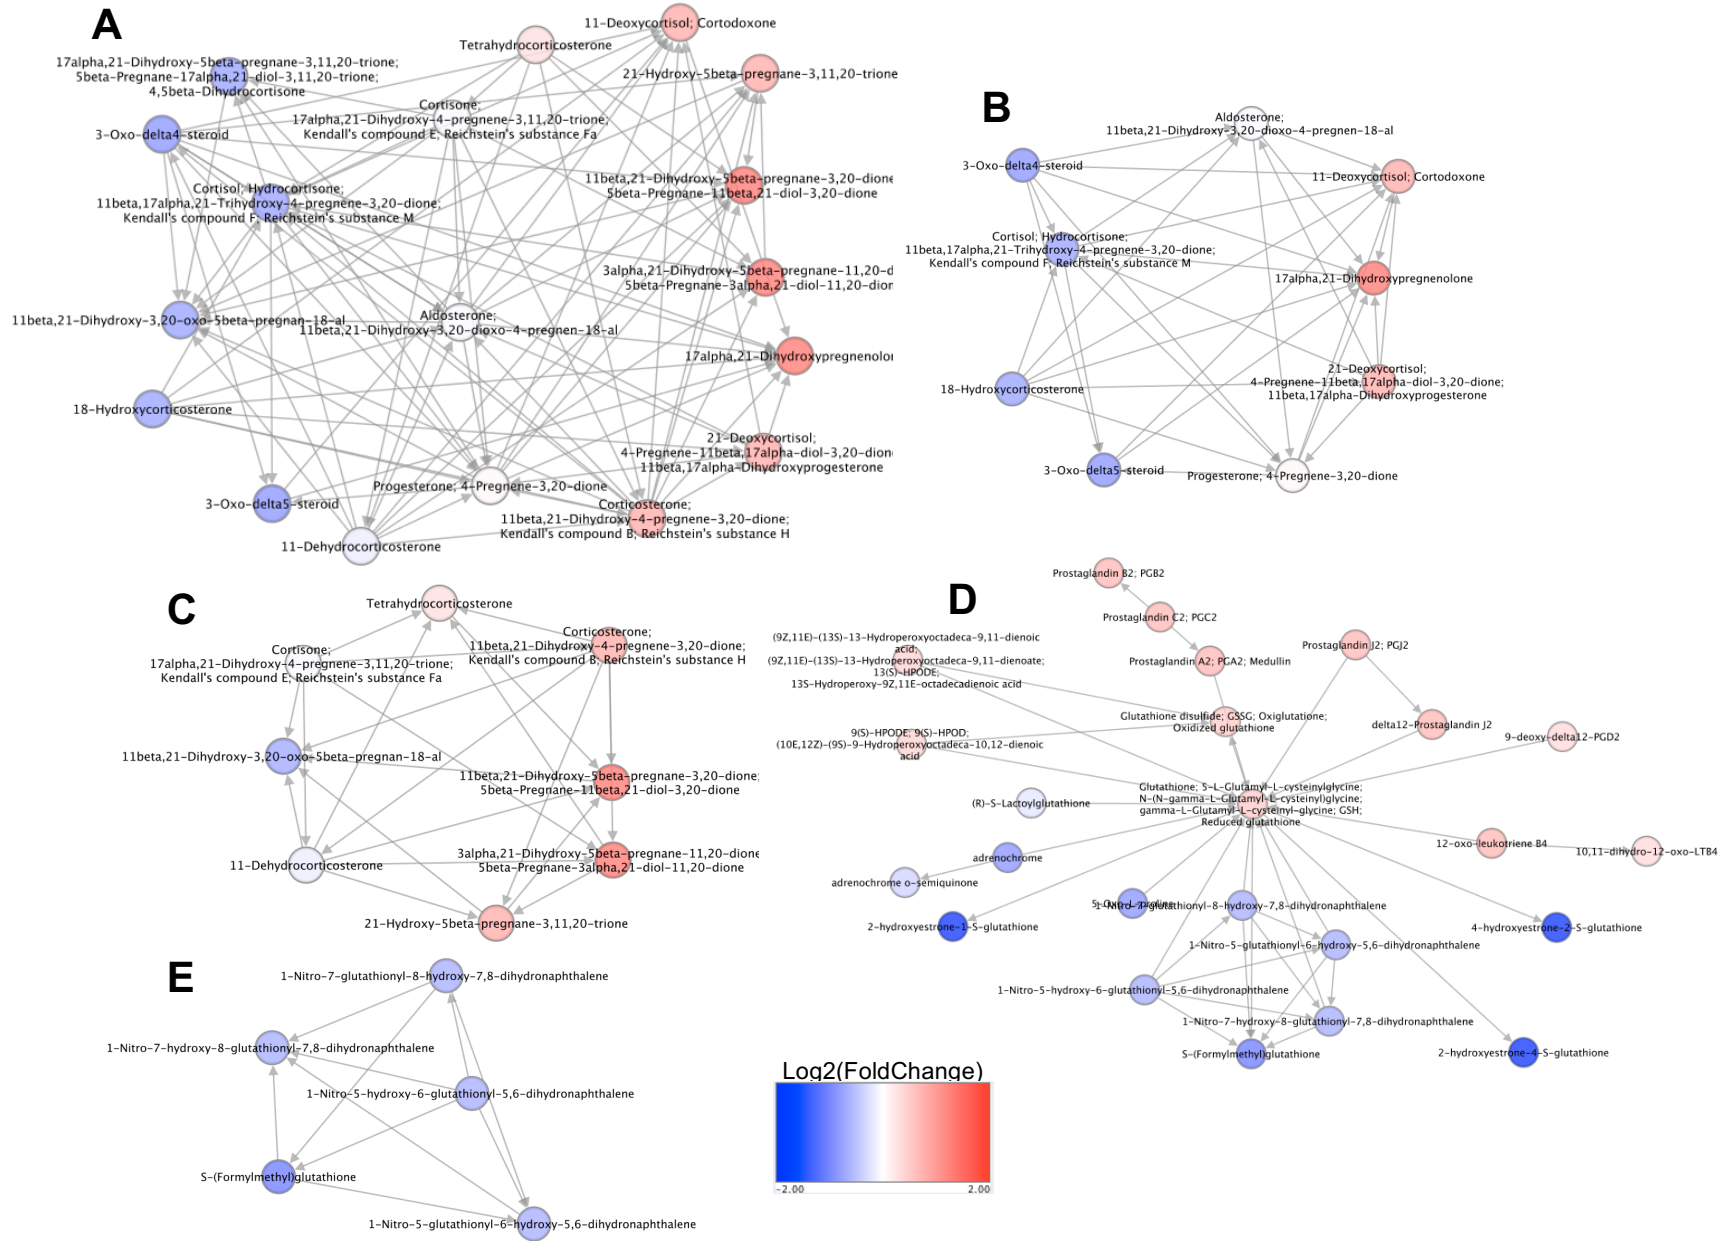 A
11-Deoxycortisol; Cortodoxone
Tetrahydrocorticosterone
17alpha,21-Dihydroxy-5beta-pregnane-3,11,20-trione;
5beta-Pregnane-17alpha,21-diol-3,11,20-trione;
4,5beta-Dihydrocortisone
21-Hydroxy-5beta-pregnane-3,11,20-trione
Cortisone;
17alpha,21-Dihydroxy-4-pregnene-3,11,20-trione;
Kendall's compound E; Reichstein's substance Fa
3-Oxo-delta4-steroid
11beta,21-Dihydroxy-5beta-pregnane-3,20-dione
5beta-Pregnane-11beta,21-diol-3,20-dione
Cortisol; Hydrocortisone;
11beta,17alpha,21-Trihydroxy-4-pregnene-3,20-dione;
Kendall's compound F; Reichstein's substance M
3alpha,21-Dihydroxy-5beta-pregnane-11,20-d
5beta-Pregnane-3alpha,21-diol-11,20-dion
11beta,21-Dihydroxy-3,20-oxo-5beta-pregnan-18-al
Aldosterone;
11beta,21-Dihydroxy-3,20-dioxo-4-pregnen-18-al
17alpha,21-Dihydroxypregnenolon
18-Hydroxycorticosterone
21-Deoxycortisol;
4-Pregnene-11beta,17alpha-diol-3,20-dion
11beta,17alpha-Dihydroxyprogesterone
Progesterone; 4-Pregnene-3,20-dione
3-Oxo-delta5-steroid
Corticosterone;
11beta,21-Dihydroxy-4-pregnene-3,20-dione;
Kendall's compound B; Reichstein's substance H
11-Dehydrocorticosterone
B
Aldosterone;
11beta,21-Dihydroxy-3,20-dioxo-4-pregnen-18-al
3-Oxo-delta4-steroid
11-Deoxycortisol; Cortodoxone
Cortisol; Hydrocortisone;
11beta,17alpha,21-Trihydroxy-4-pregnene-3,20-dione;
Kendall's compound F; Reichstein's substance M
17alpha,21-Dihydroxypregnenolone
21-Deoxycortisol;
4-Pregnene-11beta,17alpha-diol-3,20-dione;
11beta,17alpha-Dihydroxyprogesterone
18-Hydroxycorticosterone
3-Oxo-delta5-steroid
Progesterone; 4-Pregnene-3,20-dione
C
Tetrahydrocorticosterone
Corticosterone;
11beta,21-Dihydroxy-4-pregnene-3,20-dione;
Kendall's compound B; Reichstein's substance H
Cortisone;
17alpha,21-Dihydroxy-4-pregnene-3,11,20-trione;
Kendall's compound E; Reichstein's substance Fa
11beta,21-Dihydroxy-3,20-oxo-5beta-pregnan-18-al
11beta,21-Dihydroxy-5beta-pregnane-3,20-dione;
5beta-Pregnane-11beta,21-diol-3,20-dione
3alpha,21-Dihydroxy-5beta-pregnane-11,20-dione
5beta-Pregnane-3alpha,21-diol-11,20-dione
11-Dehydrocorticosterone
21-Hydroxy-5beta-pregnane-3,11,20-trione
D
Prostaglandin B2; PGB2
Prostaglandin C2; PGC2
Prostaglandin J2; PGJ2
Prostaglandin A2; PGA2; Medullin
(9Z,11E)-(13S)-13-Hydroperoxyoctadeca-9,11-dienoic
acid;
(9Z,11E)-(13S)-13-Hydroperoxyoctadeca-9,11-dienoate;
13(S)-HPODE;
13S-Hydroperoxy-9Z,11E-octadecadienoic acid
Glutathione disulfide; GSSG; Oxiglutatione;
Oxidized glutathione
delta12-Prostaglandin J2
9-deoxy-delta12-PGD2
9(S)-HPODE; 9(S)-HPOD;
(10E,12Z)-(9S)-9-Hydroperoxyoctadeca-10,12-dienoic
acid
Glutathione; 5-L-Glutamyl-L-cysteinylglycine;
N-(N-gamma-L-Glutamyl-L-cysteinyl)glycine;
gamma-L-Glutamyl-L-cysteinyl-glycine; GSH;
Reduced glutathione
(R)-S-Lactoylglutathione
12-oxo-leukotriene B4
10,11-dihydro-12-oxo-LTB4
adrenochrome
adrenochrome o-semiquinone
5-Oxo-L-proline
1-Nitro-7-glutathionyl-8-hydroxy-7,8-dihydronaphthalene
2-hydroxyestrone-1-S-glutathione
4-hydroxyestrone-2-S-glutathione
1-Nitro-5-glutathionyl-6-hydroxy-5,6-dihydronaphthalene
1-Nitro-5-hydroxy-6-glutathionyl-5,6-dihydronaphthalene
1-Nitro-7-hydroxy-8-glutathionyl-7,8-dihydronaphthalene
S-(Formylmethyl)glutathione
2-hydroxyestrone-4-S-glutathione
E
1-Nitro-7-glutathionyl-8-hydroxy-7,8-dihydronaphthalene
1-Nitro-7-hydroxy-8-glutathionyl-7,8-dihydronaphthalene
1-Nitro-5-hydroxy-6-glutathionyl-5,6-dihydronaphthalene
S-(Formylmethyl)glutathione
1-Nitro-5-glutathionyl-6-hydroxy-5,6-dihydronaphthalene
Log2(FoldChange)
-2.00 2.00